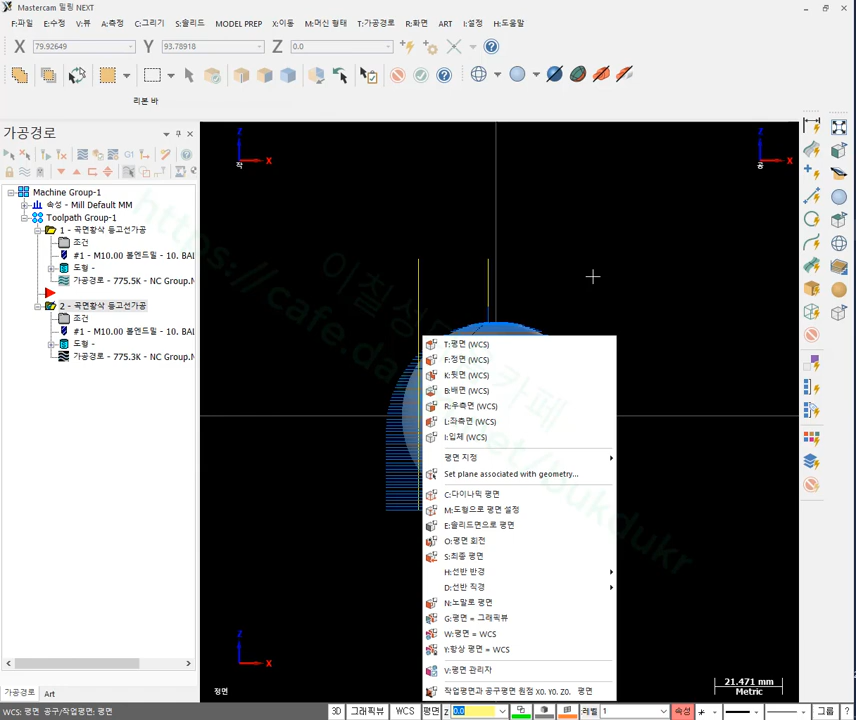 Mastercam 밀링 NEXT
F:파일 E:수정 V:뷰 A:측정 C:그리기 S:솔리드 MODEL PREP X:이동 M:머신 형태 T:가공경로 R:화면 ART I:설정 H:도움말
X 79.92649 Y 93.78918 Z 0.0
리본 바
가공경로
Machine Group-1
속성 - Mill Default MM
Toolpath Group-1
1 - 곡면황삭 등고선가공
조건
#1 - M10.00 볼엔드밀 - 10. BAL
도형 -
가공경로 - 775.5K - NC Group.N
2 - 곡면황삭 등고선가공
조건
#1 - M10.00 볼엔드밀 - 10. BAL
도형 -
가공경로 - 775.3K - NC Group.N
Z
X
Z
X
T:평면 (WCS)
F:정면 (WCS)
K:뒷면 (WCS)
B:배면 (WCS)
R:우측면 (WCS)
L:좌측면 (WCS)
I:입체 (WCS)
평면 지정
Set plane associated with geometry...
C:다이나믹 평면
M:도형으로 평면 설정
E:솔리드면으로 평면
O:평면 회전
S:최종 평면
H:선반 반경
D:선반 직경
N:노말로 평면
G:평면 = 그래픽뷰
W:평면 = WCS
Y:항상 평면 = WCS
V:평면 관리자
작업평면과 공구평면 원점 X0. Y0. Z0. 평면
Z
X
정면
21.471 mm
Metric
가공경로 Art
WCS: 평면 공구/작업평면: 평면
3D 그래픽뷰 WCS 평면 Z 0.0 레벨 1 속성 그룹 ?